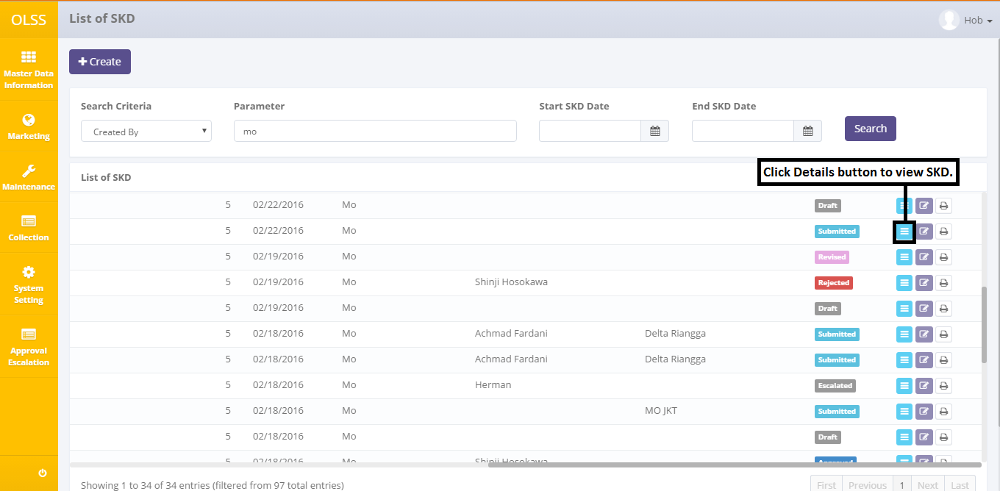 OLSS
List of SKD
Hob
Master Data
Information
Marketing
Maintenance
Collection
System
Setting
Approval
Escalation
Create
Search Criteria Parameter Start SKD Date End SKD Date
Created By mo Search
Click Details button to view SKD.
List of SKD
5 02/22/2016 Mo Draft
5 02/22/2016 Mo Submitted
5 02/19/2016 Mo Revised
5 02/19/2016 Mo Shinji Hosokawa Rejected
5 02/19/2016 Mo Draft
5 02/18/2016 Mo Achmad Fardani Delta Riangga Submitted
5 02/18/2016 Mo Achmad Fardani Delta Riangga Submitted
5 02/18/2016 Mo Herman Escalated
5 02/18/2016 Mo MO JKT Submitted
5 02/18/2016 Mo Draft
5 02/18/2016 Mo Shinji Hosokawa Approved
Showing 1 to 34 of 34 entries (filtered from 97 total entries)
First Previous 1 Next Last